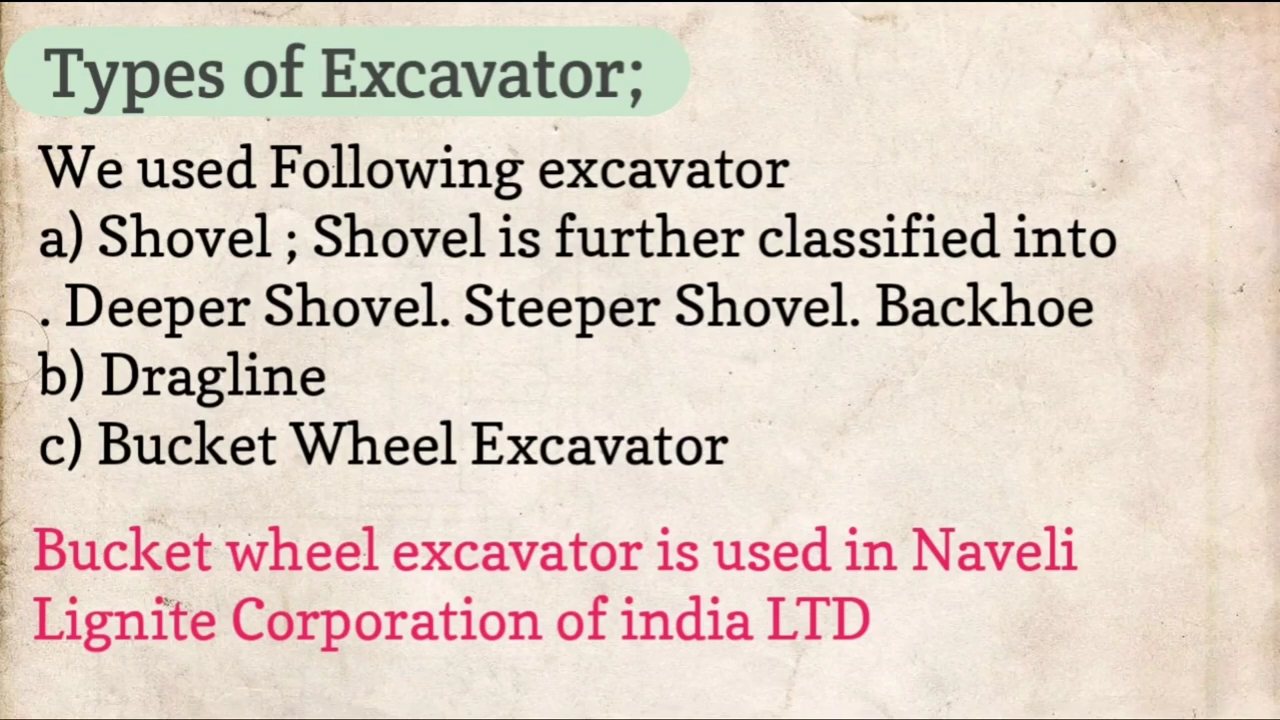 Types of Excavator;
We used Following excavator
a) Shovel ; Shovel is further classified into
. Deeper Shovel. Steeper Shovel. Backhoe
b) Dragline
c) Bucket Wheel Excavator
Bucket wheel excavator is used in Naveli
Lignite Corporation of india LTD